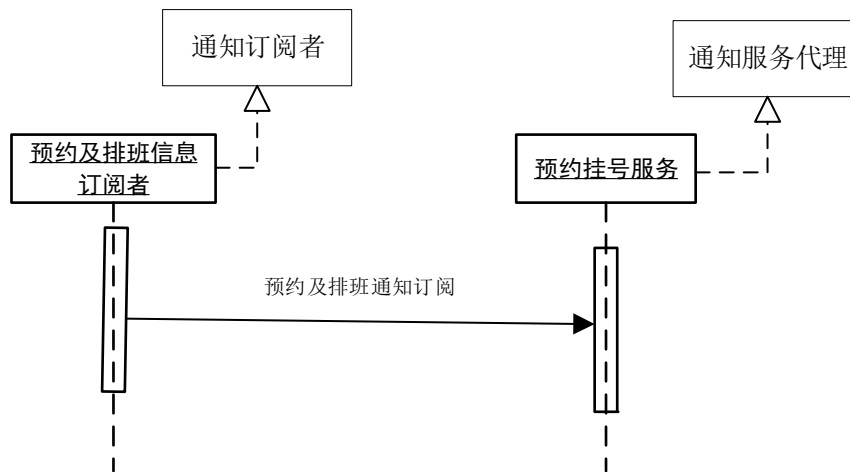 通知订阅者
通知服务代理
预约及排班信息
订阅者
预约挂号服务
预约及排班通知订阅